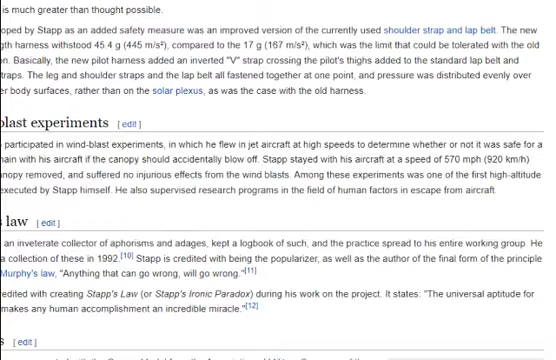 is much greater than thought possible.
oped by Stapp as an added safety measure was an improved version of the currently used shoulder strap and lap belt. The new
gth harness withstood 45.4 g (445 m/s²), compared to the 17 g (167 m/s²), which was the limit that could be tolerated with the old
on. Basically, the new pilot harness added an inverted "V" strap crossing the pilot's thighs added to the standard lap belt and
traps. The leg and shoulder straps and the lap belt all fastened together at one point, and pressure was distributed evenly over
er body surfaces, rather than on the solar plexus, as was the case with the old harness.
blast experiments [ edit ]
participated in wind-blast experiments, in which he flew in jet aircraft at high speeds to determine whether or not it was safe for a
main with his aircraft if the canopy should accidentally blow off. Stapp stayed with his aircraft at a speed of 570 mph (920 km/h)
anopy removed, and suffered no injurious effects from the wind blasts. Among these experiments was one of the first high-altitude
executed by Stapp himself. He also supervised research programs in the field of human factors in escape from aircraft.
s law [ edit ]
an inveterate collector of aphorisms and adages, kept a logbook of such, and the practice spread to his entire working group. He
a collection of these in 1992.[10] Stapp is credited with being the popularizer, as well as the author of the final form of the principle
Murphy's law, "Anything that can go wrong, will go wrong."[11]
redited with creating Stapp's Law (or Stapp's Ironic Paradox) during his work on the project. It states: "The universal aptitude for
makes any human accomplishment an incredible miracle."[12]
s [ edit ]